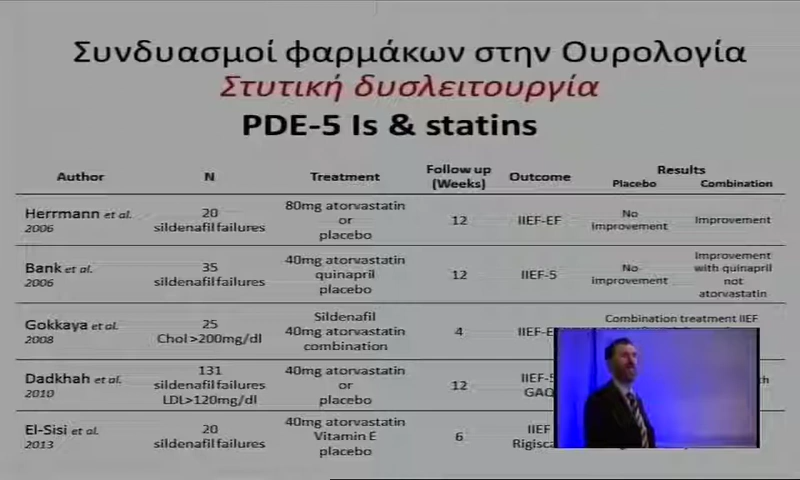 Συνδυασμοί φαρμάκων στην Ουρολογία
Στυτική δυσλειτουργία
PDE-5 Is & statins
Author N Treatment Follow up (Weeks) Outcome Results
Placebo Combination
Herrmann et al. 2006
20 sildenafil failures
80mg atorvastatin or placebo
12
IIEF-EF
No improvement
Improvement
Bank et al. 2006
35 sildenafil failures
40mg atorvastatin quinapril placebo
12
IIEF-5
No improvement
Improvement with quinapril not atorvastatin
Gokkaya et al. 2008
25 Chol >200mg/dl
Sildenafil 40mg atorvastatin combination
4
Combination treatment IIEF
Dadkhah et al. 2010
131 sildenafil failures LDL>120mg/dl
40mg atorvastatin or placebo
12
GAQ
El-Sisi et al. 2013
20 sildenafil failures
40mg atorvastatin Vitamin E placebo
6
IIEF